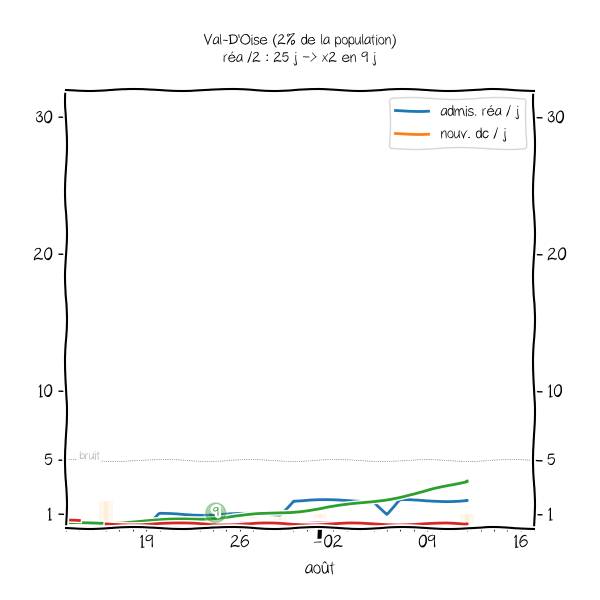 Val-D'Oise (2% de la population)
réa /2 : 25 j -> x2 en 9 j
admis. réa / j
nouv. dc / j
30
30
20
20
10
10
5
bruit
5
1
9
1
19 26 02 09 16
août